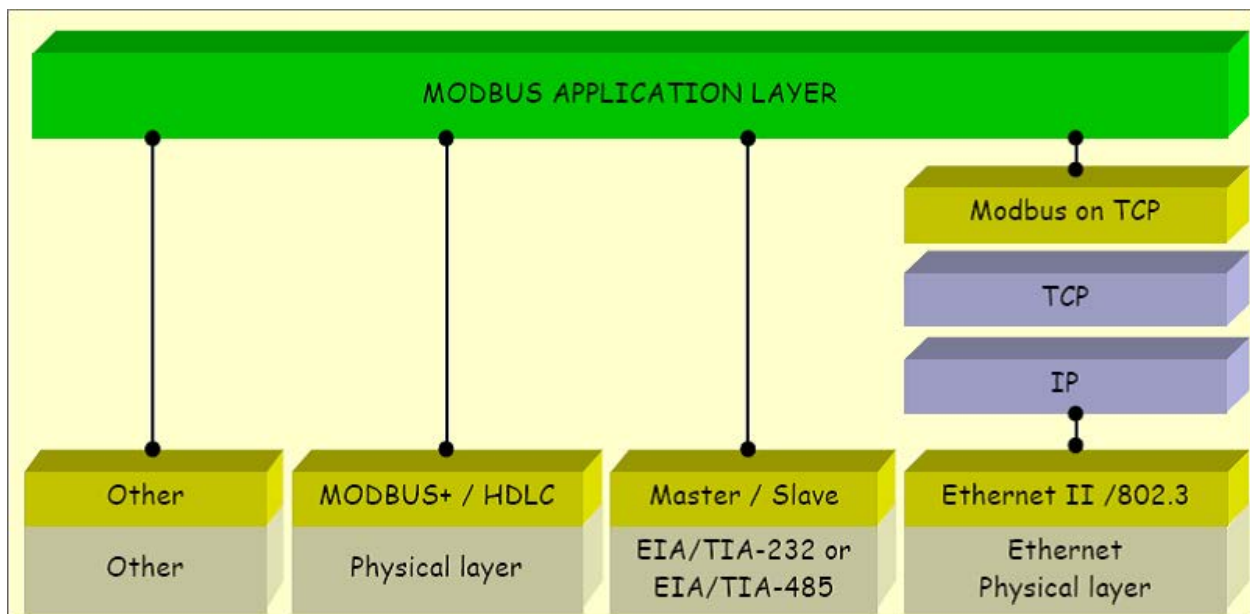 MODBUS APPLICATION LAYER
Modbus on TCP
TCP
IP
Other
MODBUS+ / HDLC
Master / Slave
Ethernet II /802.3
Other
Physical layer
EIA/TIA-232 or
EIA/TIA-485
Ethernet
Physical layer